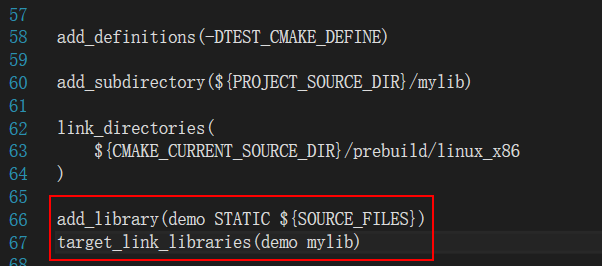 57
58 add_definitions(-DTEST_CMAKE_DEFINE)
59
60 add_subdirectory(${PROJECT_SOURCE_DIR}/mylib)
61
62 link_directories(
63 ${CMAKE_CURRENT_SOURCE_DIR}/prebuild/linux_x86
64 )
65
66 add_library(demo STATIC ${SOURCE_FILES})
67 target_link_libraries(demo mylib)
68